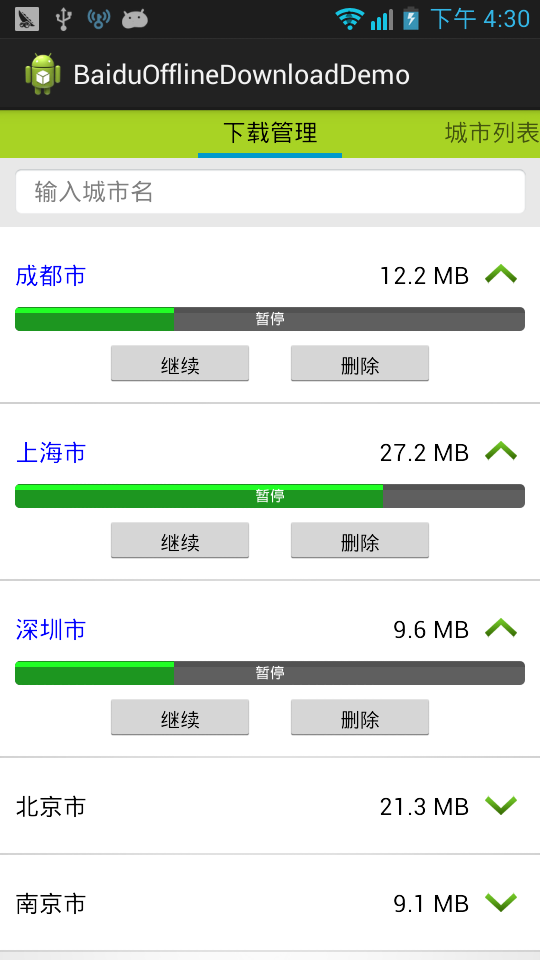 下午 4:30
BaiduOfflineDownloadDemo
下载管理 城市列表
输入城市名
成都市 12.2 MB
暂停
继续 删除
上海市 27.2 MB
暂停
继续 删除
深圳市 9.6 MB
暂停
继续 删除
北京市 21.3 MB
南京市 9.1 MB